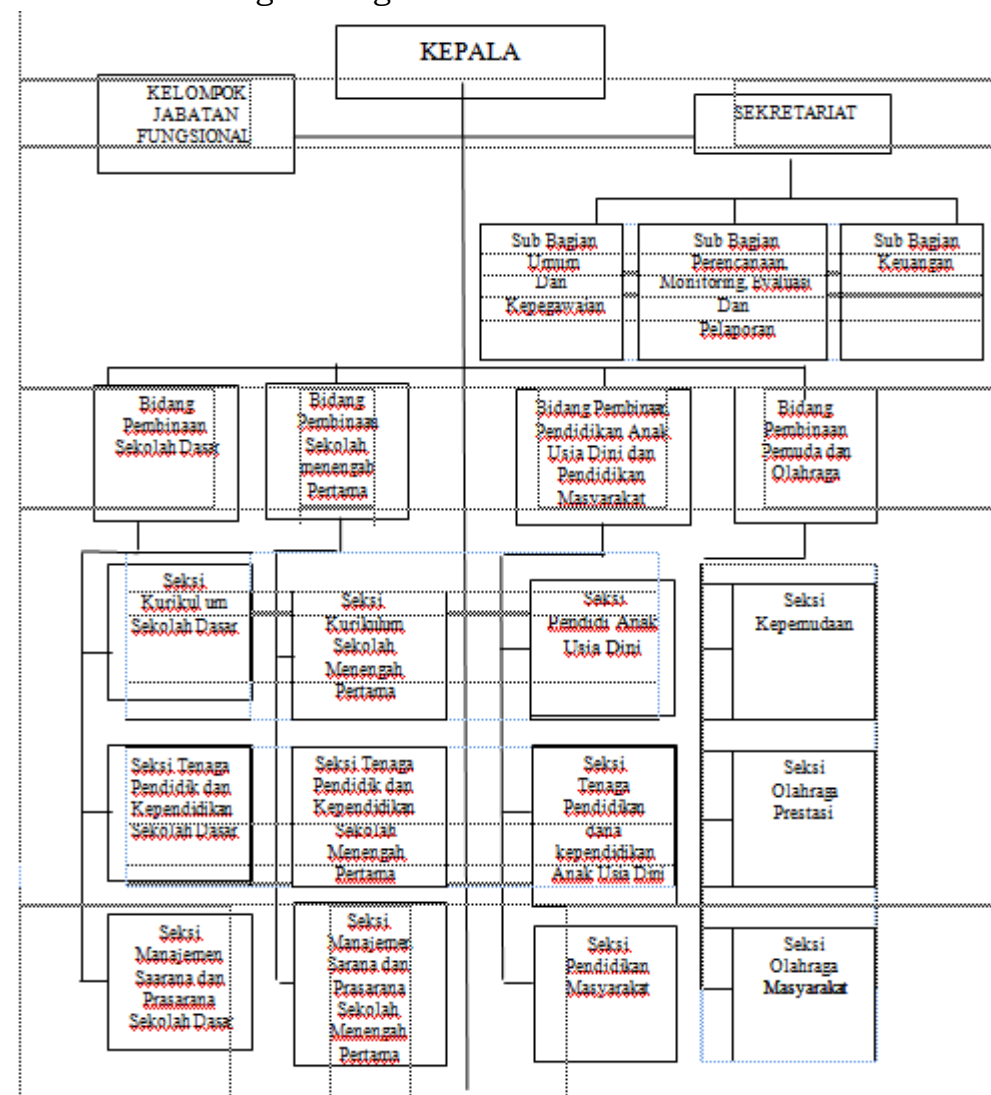 KEPALA
KELOMPOK
JABATAN
FUNGSIONAL
SEKRETARIAT
Sub Bagian
Umum
Dan
Kepegawaian
Sub Bagian
Perencanaan,
Monitoring, Evaluasi
Dan
Pelaporan
Sub Bagian
Keuangan
Bidang
Pembinaan
Sekolah Dasar
Bidang
Pembinaan
Sekolah
menengah
Pertama
Bidang Pembinaan
Pendidikan Anak
Usia Dini dan
Pendidikan
Masyarakat
Bidang
Pembinaan
Pemuda dan
Olahraga
Seksi
Kurikul um
Sekolah Dasar
Seksi
Kurikulum
Sekolah
Menengah
Pertama
Seksi
Pendidi Anak
Usia Dini
Seksi
Kepemudaan
Seksi Tenaga
Pendidik dan
Kependidikan
Sekolah Dasar
Seksi Tenaga
Pendidik dan
Kependidikan
Sekolah
Menengah
Pertama
Seksi
Tenaga
Pendidikan
dana
kependidikan
Anak Usia Dini
Seksi
Olahraga
Prestasi
Seksi
Manajemen
Saarana dan
Prasarana
Sekolah Dasar
Seksi
Manajemen
Sarana dan
Prasarana
Sekolah
Menengah
Pertama
Seksi
Pendidikan
Masyarakat
Seksi
Olahraga
Masyarakat